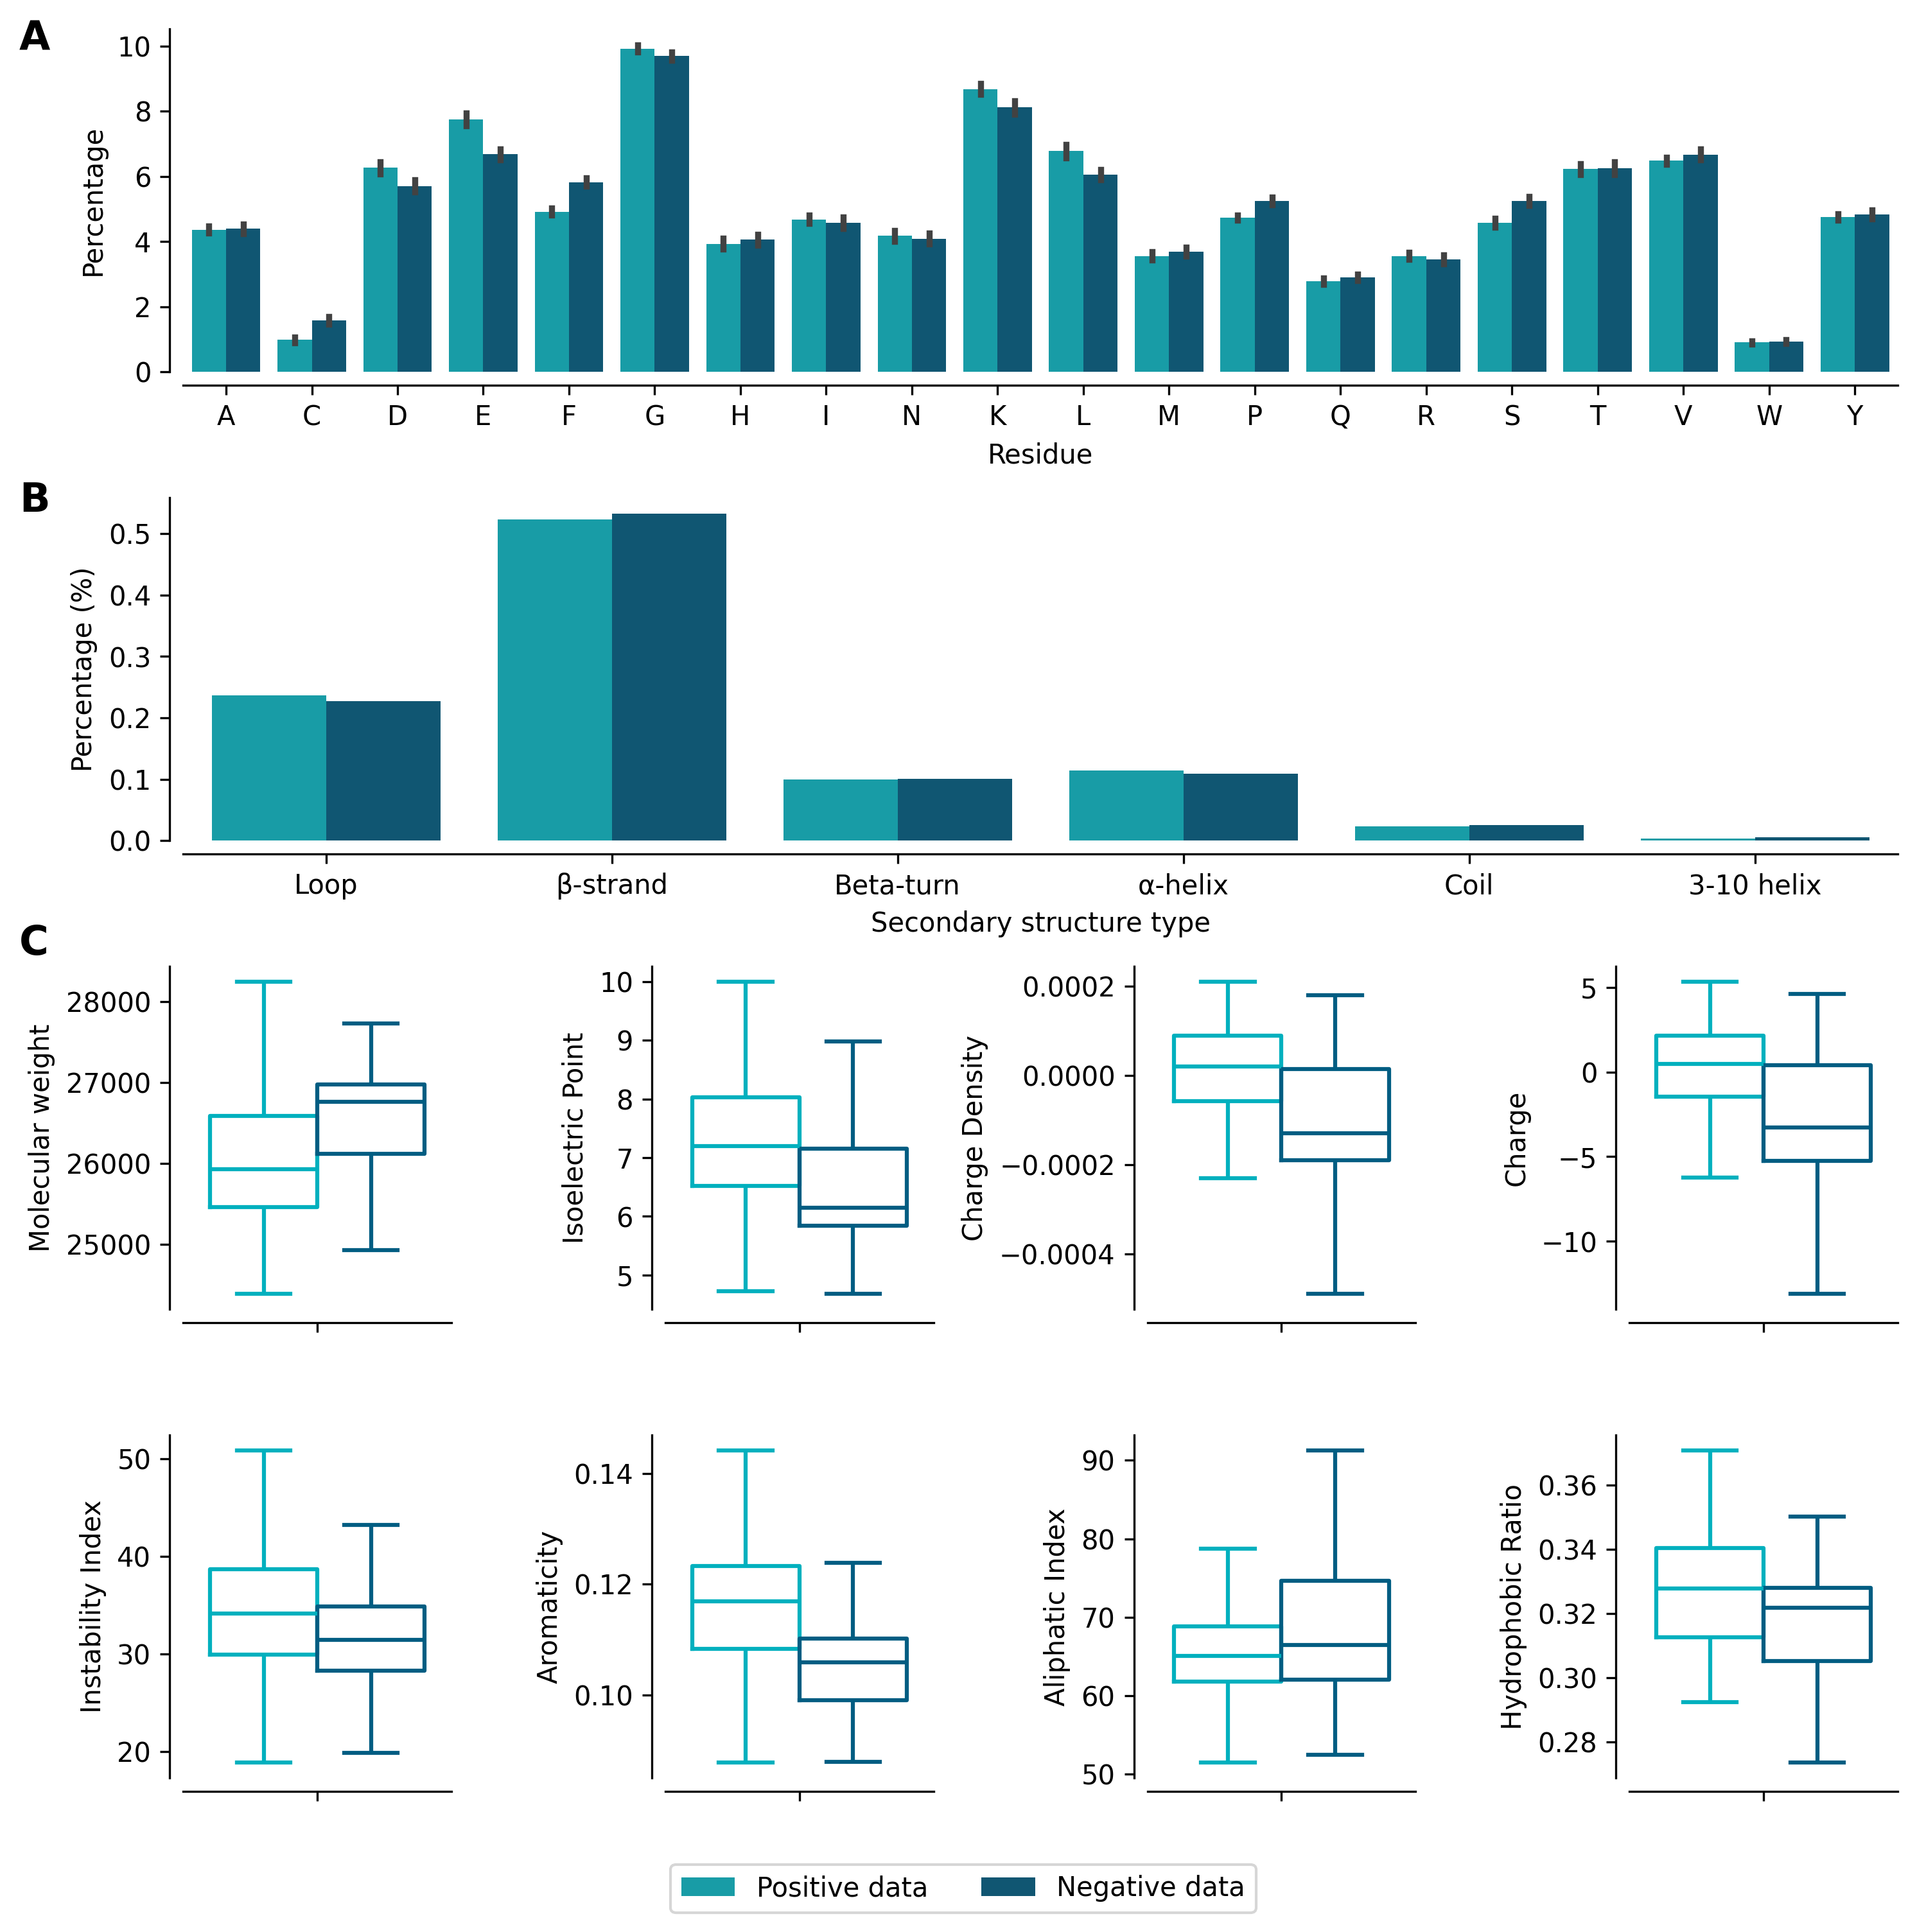 A
Percentage
10
8
6
4
2
0
A C D E F G H I N K L M P Q R S T V W Y
Residue
B
Percentage (%)
0.5
0.4
0.3
0.2
0.1
0.0
Loop β-strand Beta-turn α-helix Coil 3-10 helix
Secondary structure type
C
Molecular weight
28000
27000
26000
25000
Isoelectric Point
10
9
8
7
6
5
Charge Density
0.0002
0.0000
−0.0002
−0.0004
Charge
5
0
−5
−10
Instability Index
50
40
30
20
Aromaticity
0.14
0.12
0.10
Aliphatic Index
90
80
70
60
50
Hydrophobic Ratio
0.36
0.34
0.32
0.30
0.28
Positive data Negative data